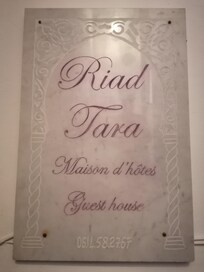 Riad
Tara
Maison d'hôtes
Guest house